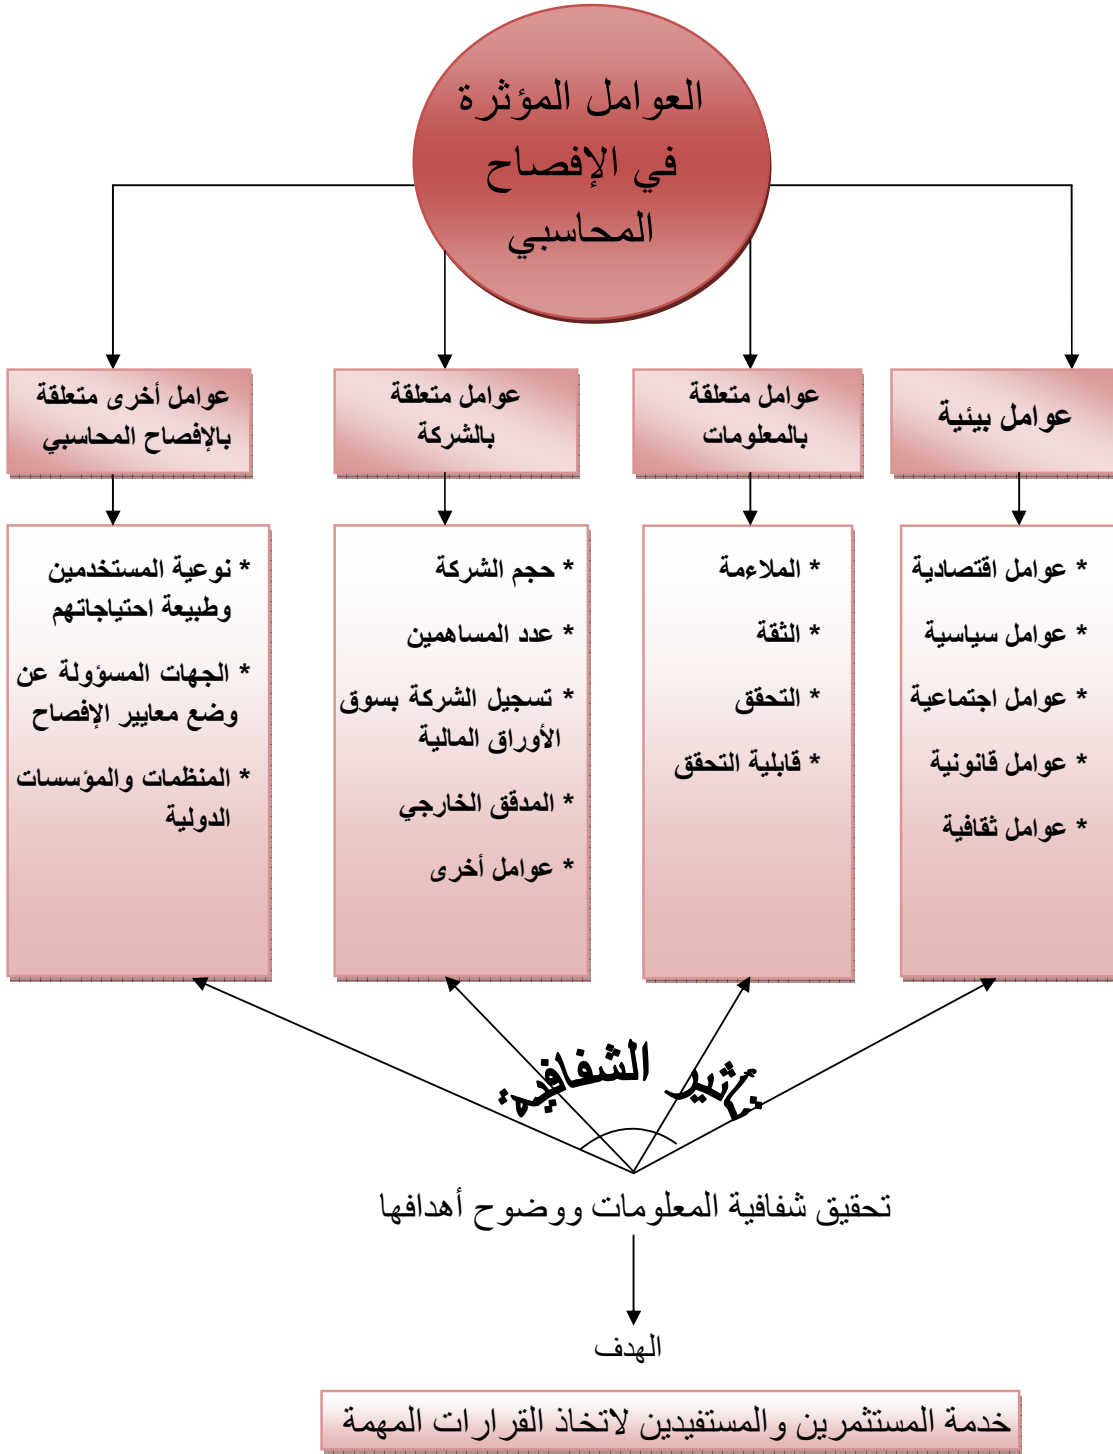 العوامل المؤثرة
في الإفصاح
المحاسبي
عوامل بيئية
عوامل متعلقة
بالمعلومات
عوامل متعلقة
بالشركة
عوامل أخرى متعلقة
بالإفصاح المحاسبي
* عوامل اقتصادية
* عوامل سياسية
* عوامل اجتماعية
* عوامل قانونية
* عوامل ثقافية
* الملاءمة
* الثقة
* التحقق
* قابلية التحقق
* حجم الشركة
* عدد المساهمين
* تسجيل الشركة بسوق
الأوراق المالية
* المدقق الخارجي
* عوامل أخرى
* نوعية المستخدمين
وطبيعة احتياجاتهم
* الجهات المسؤولة عن
وضع معايير الإفصاح
* المنظمات والمؤسسات
الدولية
تأثير الشفافية
تحقيق شفافية المعلومات ووضوح أهدافها
الهدف
خدمة المستثمرين والمستفيدين لاتخاذ القرارات المهمة